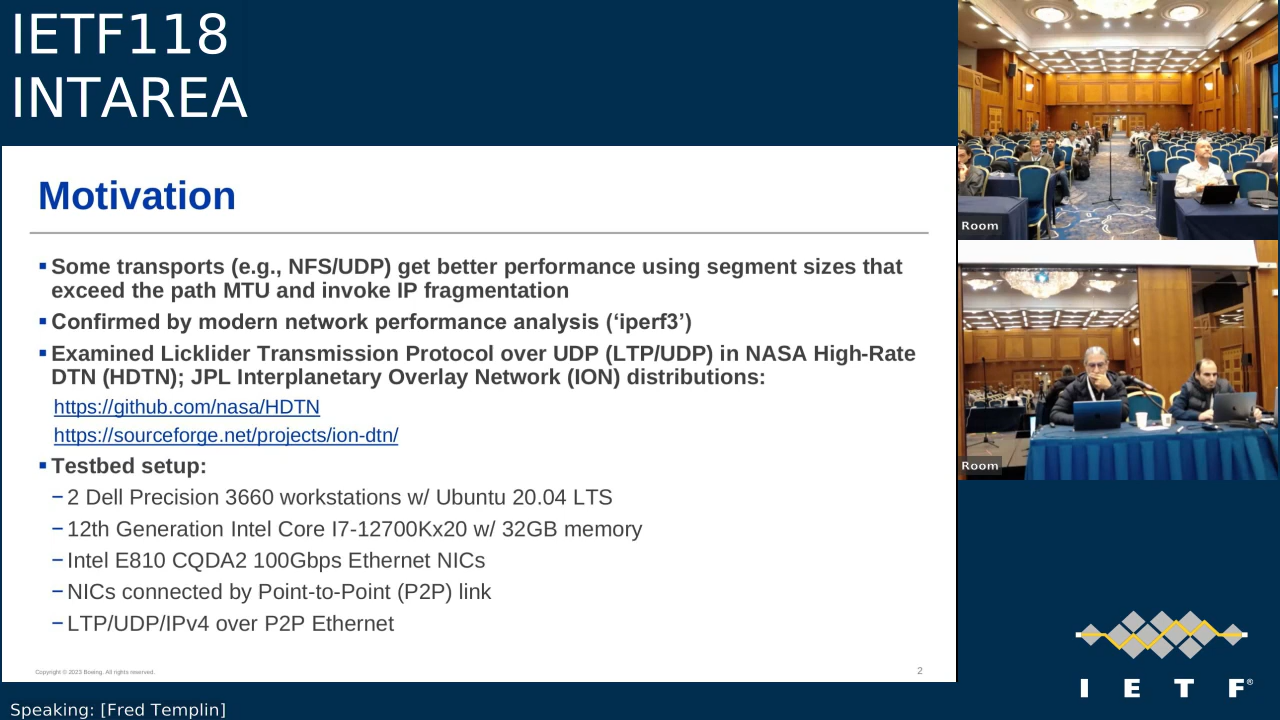 IETF118
INTAREA
Motivation
Some transports (e.g., NFS/UDP) get better performance using segment sizes that
exceed the path MTU and invoke IP fragmentation
Confirmed by modern network performance analysis (‘iperf3’)
Examined Licklider Transmission Protocol over UDP (LTP/UDP) in NASA High-Rate
DTN (HDTN); JPL Interplanetary Overlay Network (ION) distributions:
https://github.com/nasa/HDTN
https://sourceforge.net/projects/ion-dtn/
Testbed setup:
– 2 Dell Precision 3660 workstations w/ Ubuntu 20.04 LTS
– 12th Generation Intel Core I7-12700Kx20 w/ 32GB memory
– Intel E810 CQDA2 100Gbps Ethernet NICs
– NICs connected by Point-to-Point (P2P) link
– LTP/UDP/IPv4 over P2P Ethernet
Copyright © 2023 Boeing. All rights reserved.
2
Room
Room
I E T F®
Speaking: [Fred Templin]